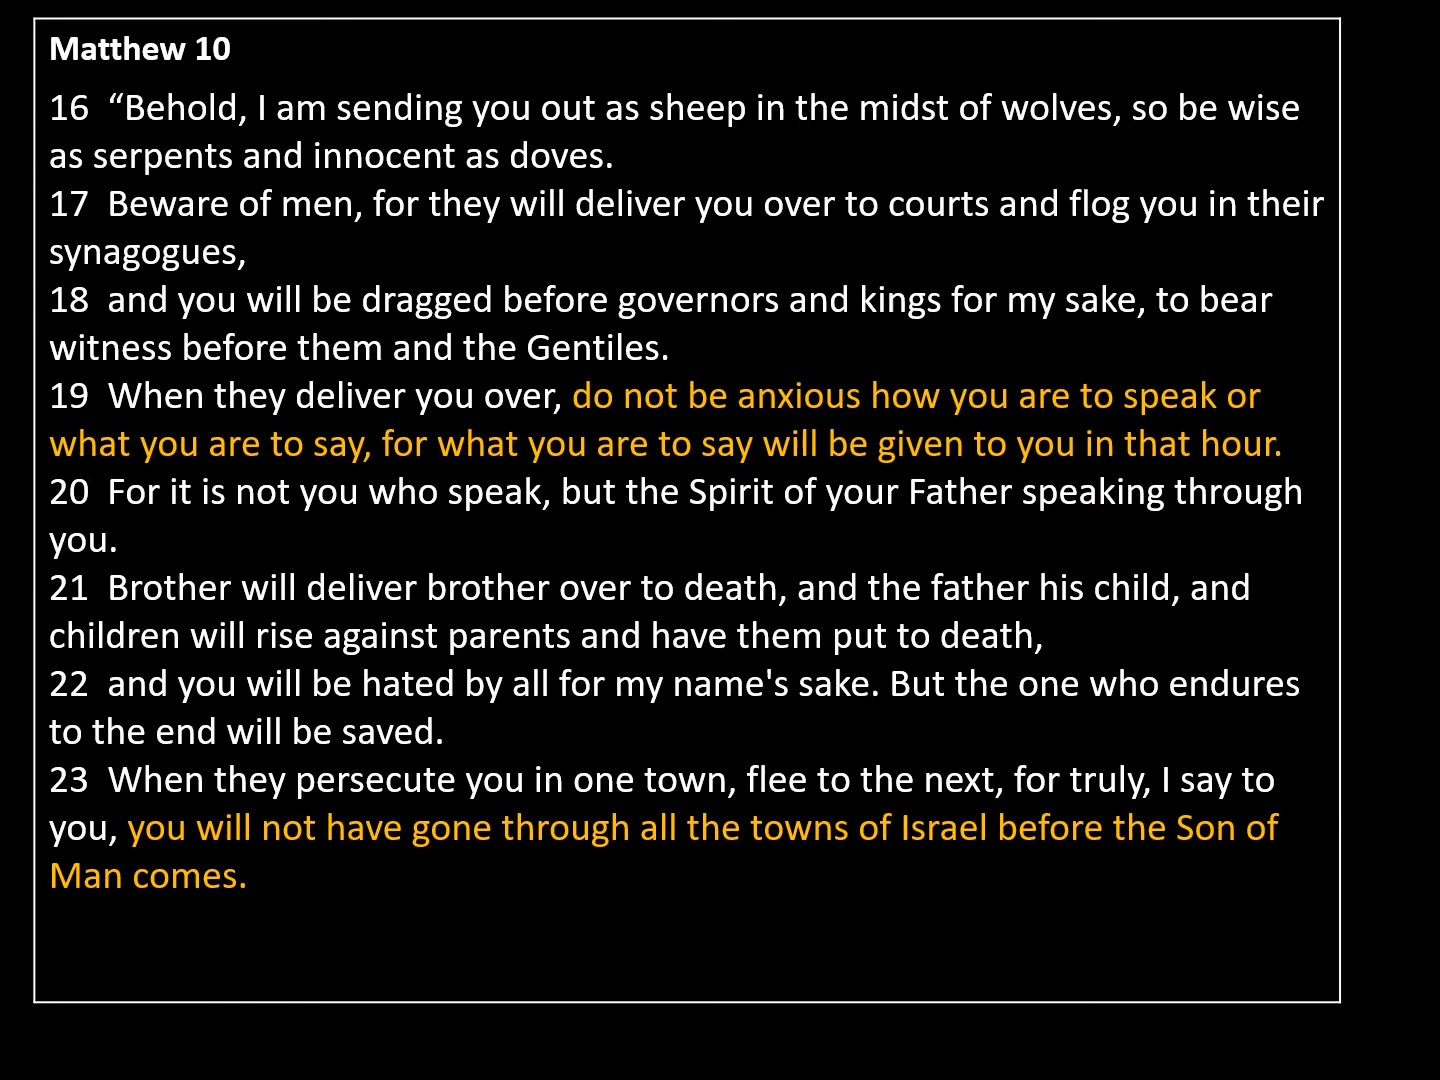 Matthew 10
16 “Behold, I am sending you out as sheep in the midst of wolves, so be wise
as serpents and innocent as doves.
17 Beware of men, for they will deliver you over to courts and flog you in their
synagogues,
18 and you will be dragged before governors and kings for my sake, to bear
witness before them and the Gentiles.
19 When they deliver you over, do not be anxious how you are to speak or
what you are to say, for what you are to say will be given to you in that hour.
20 For it is not you who speak, but the Spirit of your Father speaking through
you.
21 Brother will deliver brother over to death, and the father his child, and
children will rise against parents and have them put to death,
22 and you will be hated by all for my name's sake. But the one who endures
to the end will be saved.
23 When they persecute you in one town, flee to the next, for truly, I say to
you, you will not have gone through all the towns of Israel before the Son of
Man comes.